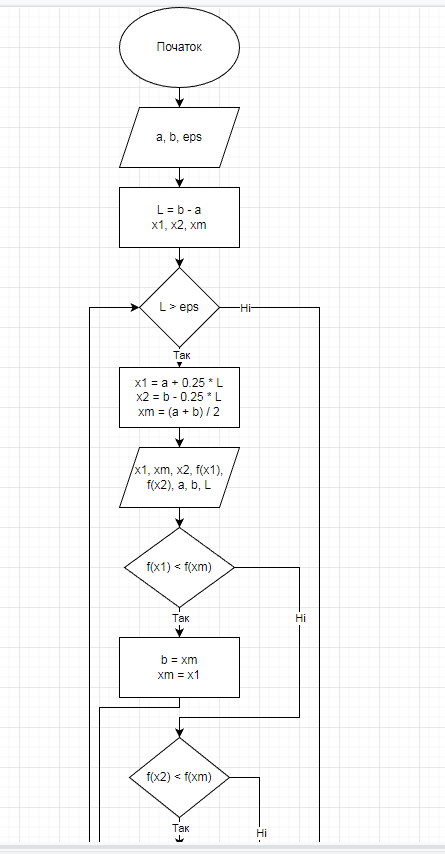 Початок
a, b, eps
L = b - a
x1, x2, xm
L > eps
Ні
Так
x1 = a + 0.25 * L
x2 = b - 0.25 * L
xm = (a + b) / 2
x1, xm, x2, f(x1),
f(x2), a, b, L
f(x1) < f(xm)
Так
Ні
b = xm
xm = x1
f(x2) < f(xm)
Так
Ні